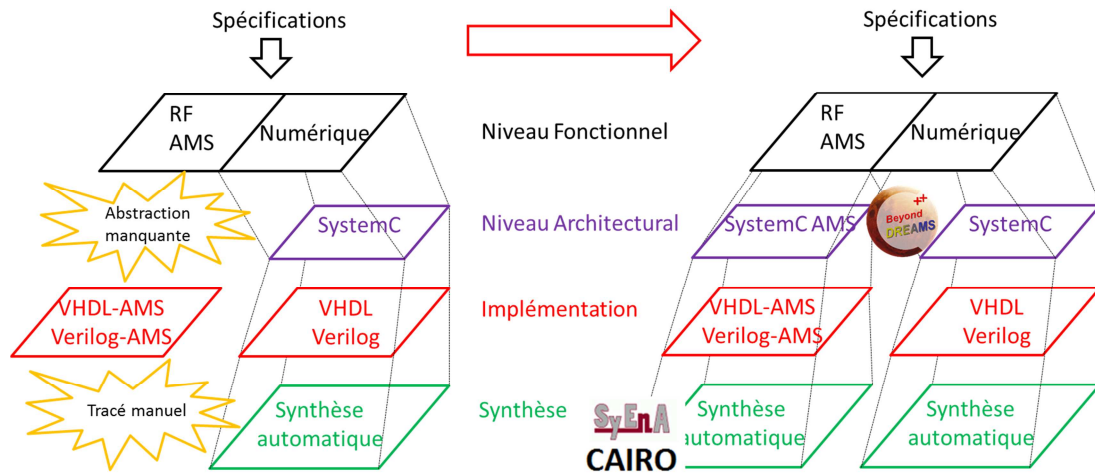 Spécifications
Spécifications
RF
AMS
Numérique
Niveau Fonctionnel
RF
AMS
Numérique
Abstraction
manquante
SystemC
Niveau Architectural
SystemC AMS
++
Beyond
DREAMS
SystemC
VHDL-AMS
Verilog-AMS
VHDL
Verilog
Implémentation
VHDL-AMS
Verilog-AMS
VHDL
Verilog
Tracé manuel
Synthèse
automatique
Synthèse
SyEnA
CAIRO
Synthèse
automatique
Synthèse
automatique